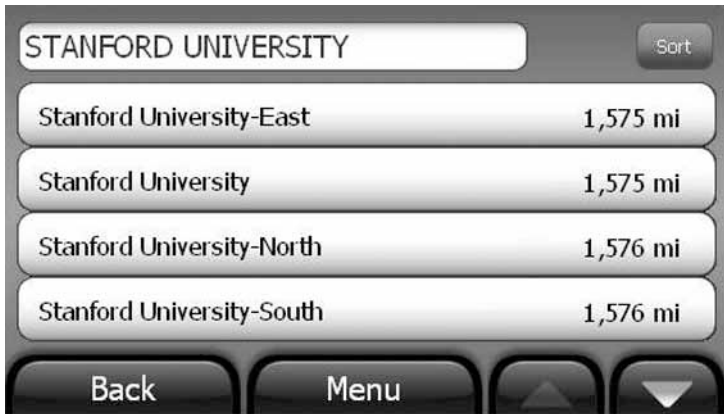 STANFORD UNIVERSITY Sort
Stanford University-East 1,575 mi
Stanford University 1,575 mi
Stanford University-North 1,576 mi
Stanford University-South 1,576 mi
Back Menu